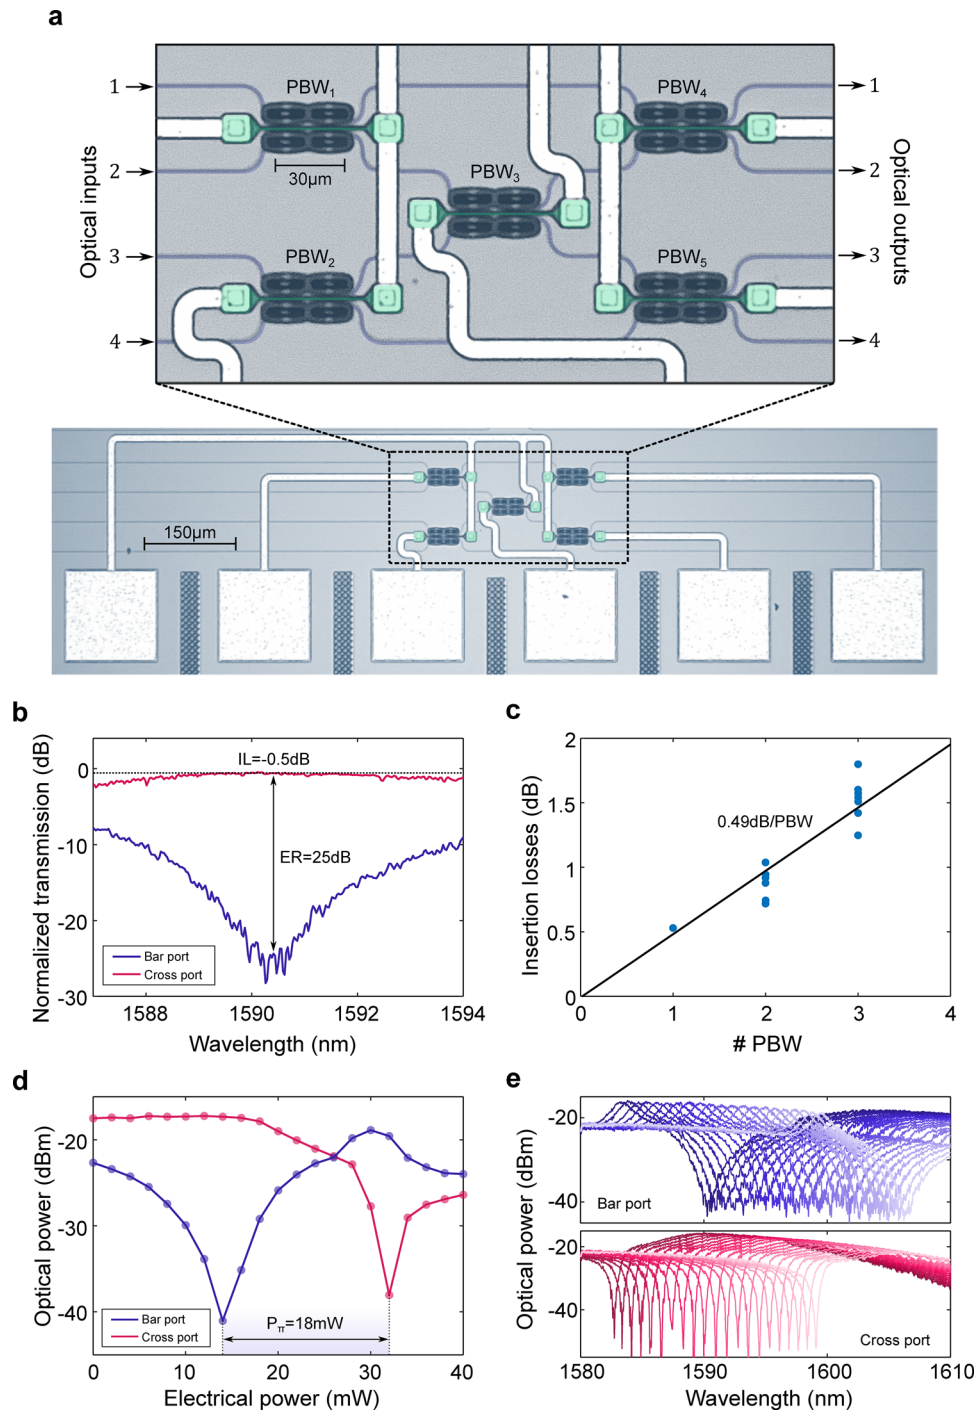 a
1
PBW1
PBW4
1
2
30µm
PBW3
2
Optical inputs
Optical outputs
3
PBW2
PBW5
3
4
4
150µm
b
Normalized transmission (dB)
0
-10
-20
-30
IL=-0.5dB
ER=25dB
Bar port
Cross port
1588
1590
1592
1594
Wavelength (nm)
c
Insertion losses (dB)
2
1.5
1
0.5
0
0.49dB/PBW
0
1
2
3
4
# PBW
d
Optical power (dBm)
-20
-30
-40
Bar port
Cross port
Pπ=18mW
0
10
20
30
40
Electrical power (mW)
e
Optical power (dBm)
-20
-40
Bar port
-20
-40
Cross port
1580
1590
1600
1610
Wavelength (nm)